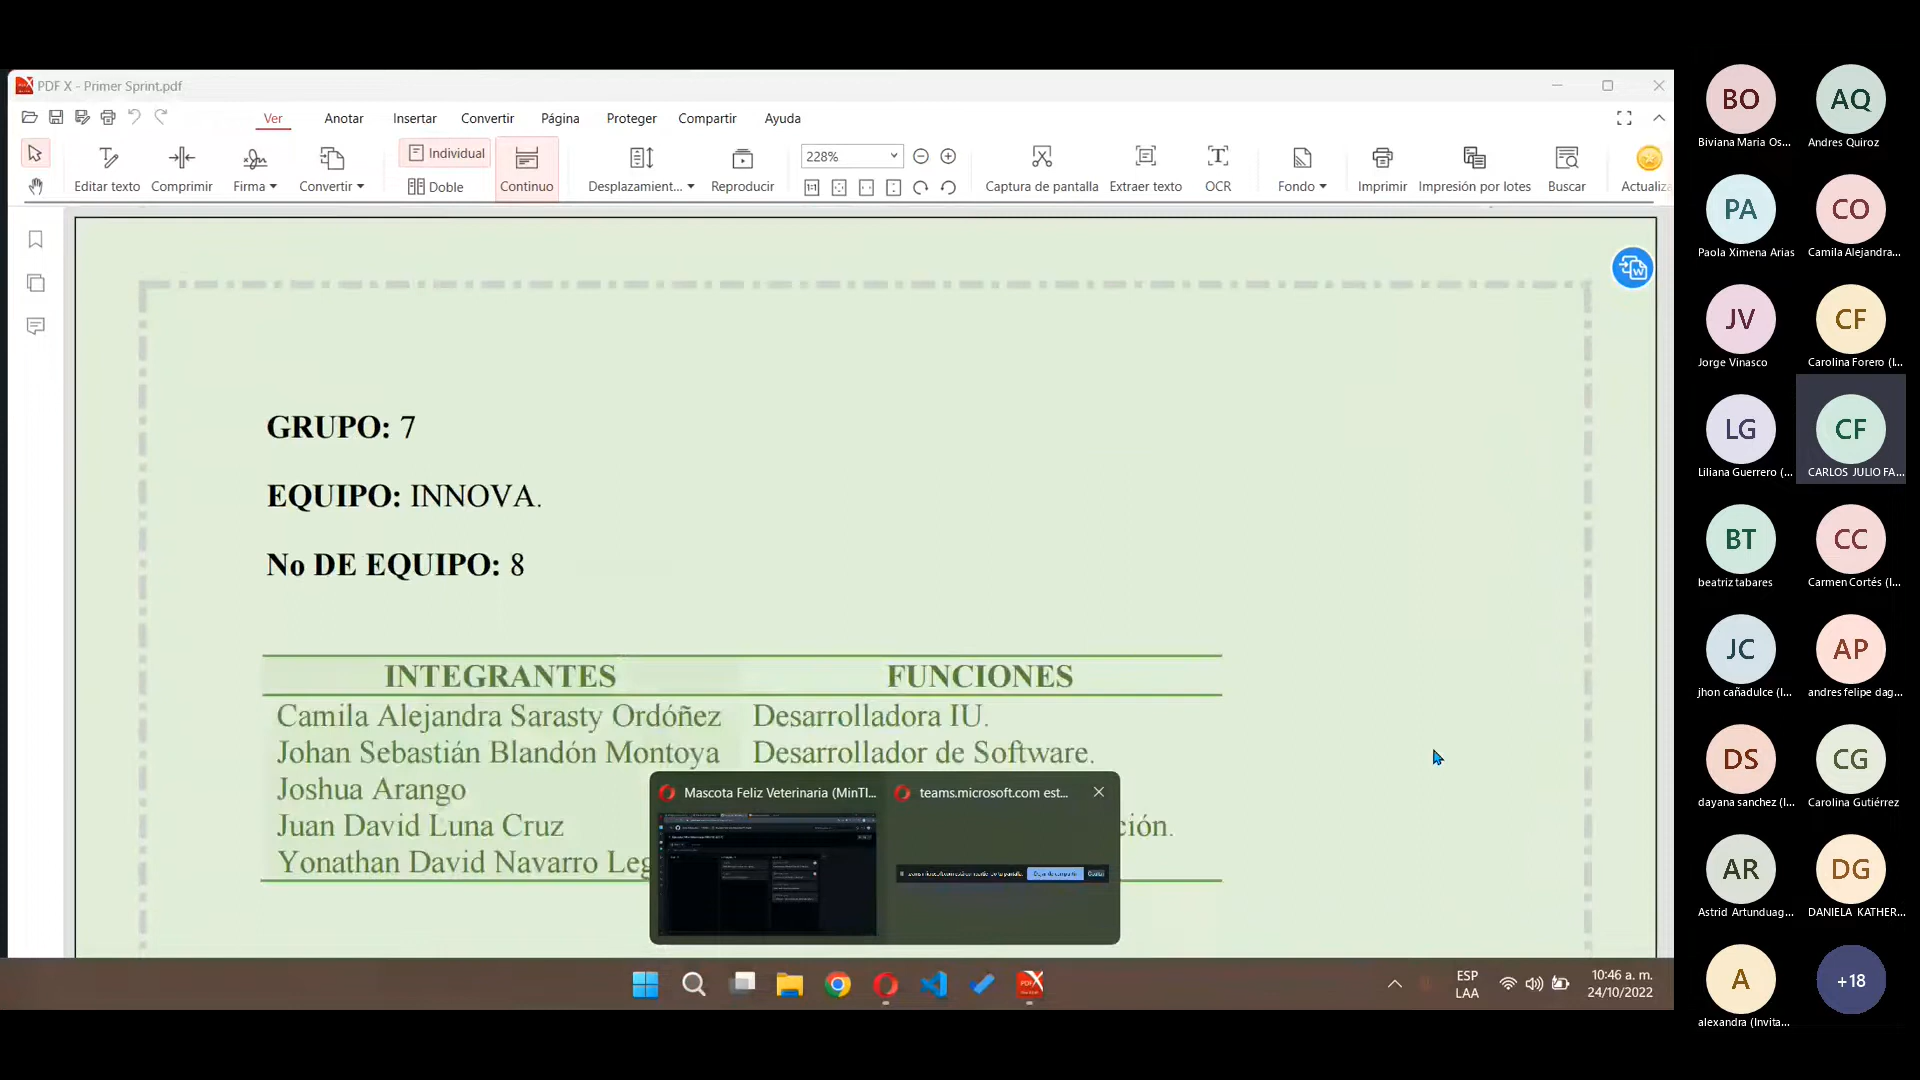 PDF X - Primer Sprint.pdf
Ver Anotar Insertar Convertir Página Proteger Compartir Ayuda
Individual
228%
Doble
Editar texto Comprimir Firma Convertir Continuo Desplazamient... Reproducir Captura de pantalla Extraer texto OCR Fondo Imprimir Impresión por lotes Buscar Actualiza
GRUPO: 7
EQUIPO: INNOVA.
No DE EQUIPO: 8
INTEGRANTES FUNCIONES
Camila Alejandra Sarasty Ordóñez Desarrolladora IU.
Johan Sebastián Blandón Montoya Desarrollador de Software.
Joshua Arango
Juan David Luna Cruz ción.
Yonathan David Navarro Leg
Mascota Feliz Veterinaria (MinTI... teams.microsoft.com est...
ESP
LAA
10:46 a. m.
24/10/2022
BO AQ
Biviana Maria Os... Andres Quiroz
PA CO
Paola Ximena Arias Camila Alejandra...
JV CF
Jorge Vinasco Carolina Forero (I...
LG CF
Liliana Guerrero (... CARLOS JULIO FA...
BT CC
beatriz tabares Carmen Cortés (I...
JC AP
jhon cañadulce (I... andres felipe dag...
DS CG
dayana sanchez (I... Carolina Gutiérrez
AR DG
Astrid Artunduag... DANIELA KATHER...
A +18
alexandra (Invita...